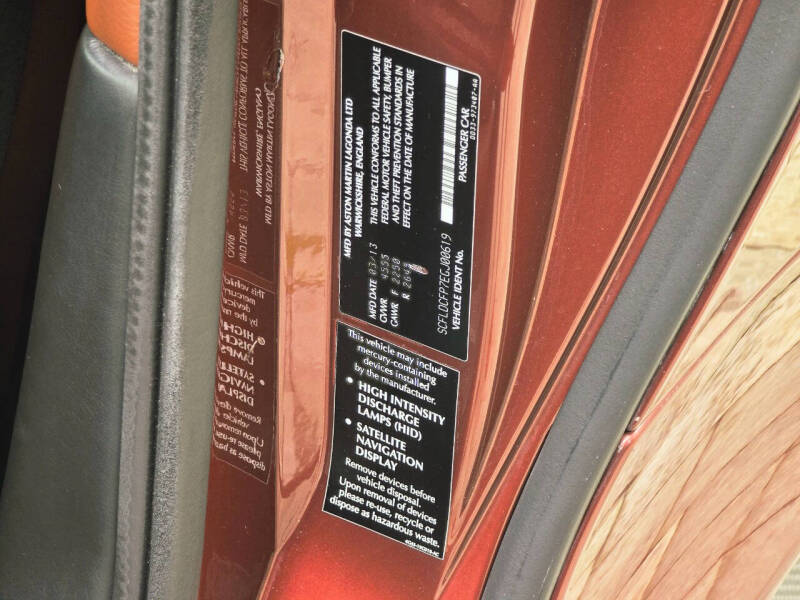 MFD BY ASTON MARTIN LAGONDA LTD
WARWICKSHIRE, ENGLAND
MFD DATE 03/13
GVWR 4555
GAWR F 2250
R
THIS VEHICLE CONFORMS TO ALL APPLICABLE
FEDERAL MOTOR VEHICLE SAFETY, BUMPER
AND THEFT PREVENTION STANDARDS IN
EFFECT ON THE DATE OF MANUFACTURE
SCFLDCFP7EGJ00619
VEHICLE IDENT No.
PASSENGER CAR
This vehicle may include
mercury-containing
devices installed
by the manufacturer.
• HIGH INTENSITY
DISCHARGE
LAMPS (HID)
• SATELLITE
NAVIGATION
DISPLAY
Remove devices before
vehicle disposal.
Upon removal of devices
please re-use, recycle or
dispose as hazardous waste.